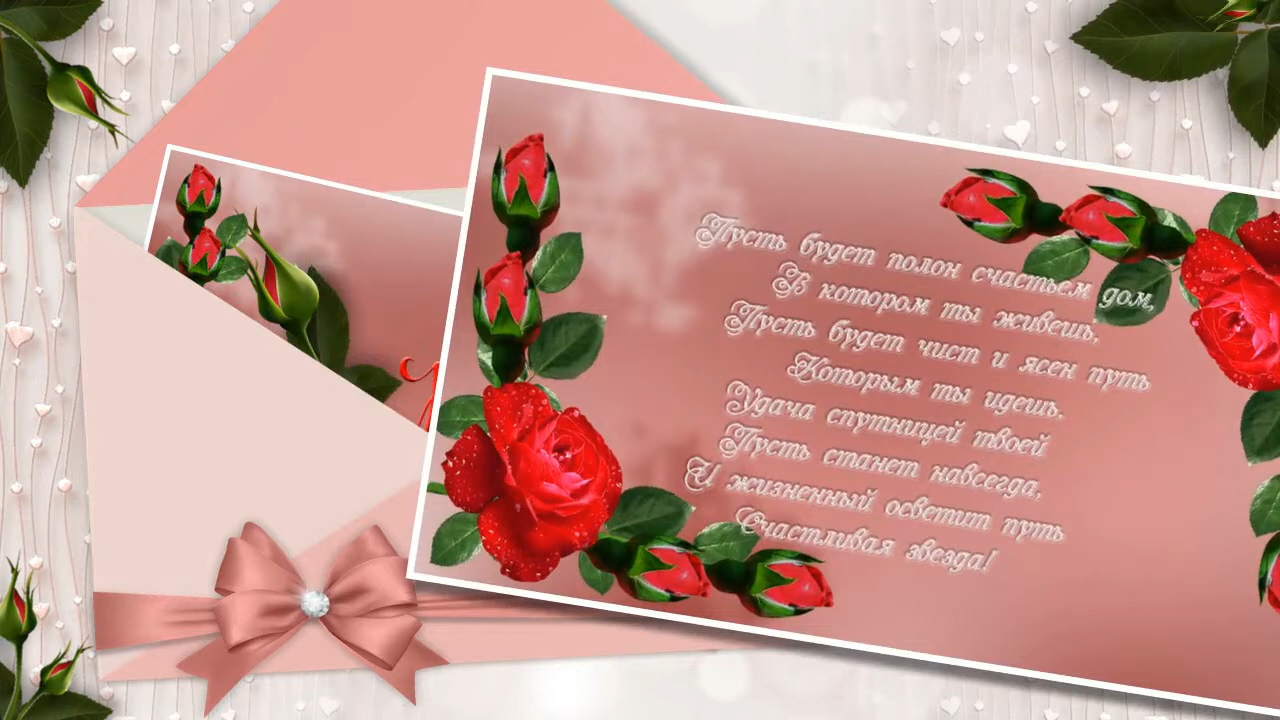 Пусть будет полон счастьем дом,
В котором ты живешь,
Пусть будет чист и ясен путь
Которым ты идешь.
Удача спутницей твоей
Пусть станет навсегда,
И жизненный осветит путь
Счастливая звезда!